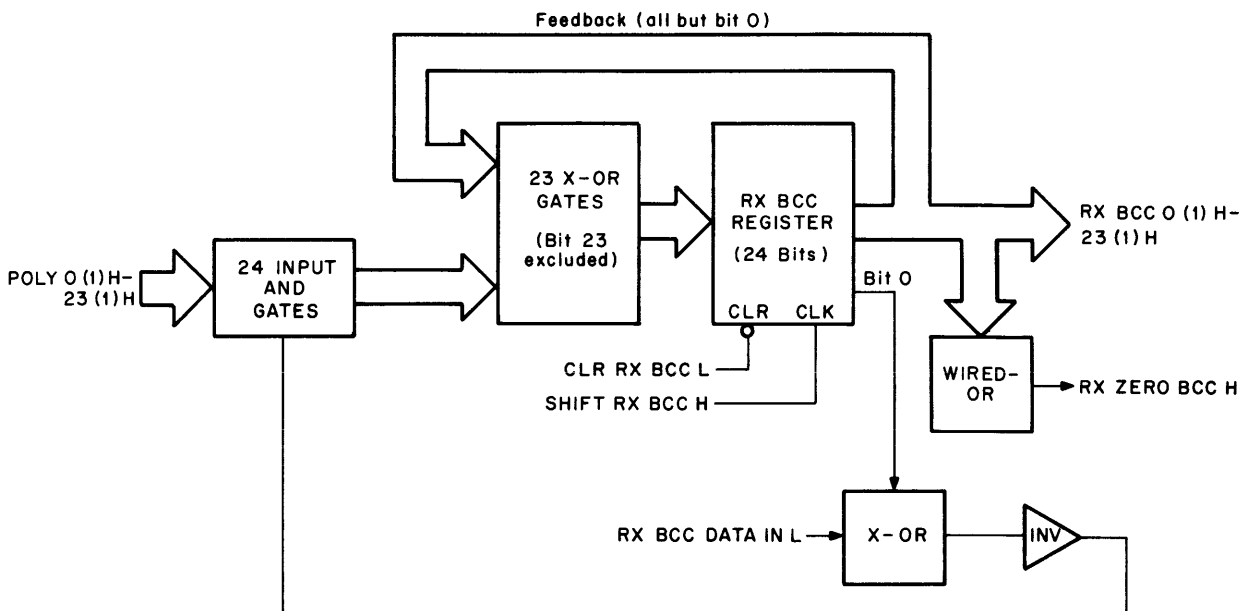 Feedback (all but bit 0)
23 X-OR
GATES
(Bit 23
excluded)
RX BCC
REGISTER
(24 Bits)
CLR CLK
RX BCC 0 (1) H-
23 (1) H
POLY 0 (1) H-
23 (1) H
24 INPUT
AND
GATES
Bit 0
CLR RX BCC L
SHIFT RX BCC H
WIRED-
OR
RX ZERO BCC H
RX BCC DATA IN L
X-OR
INV